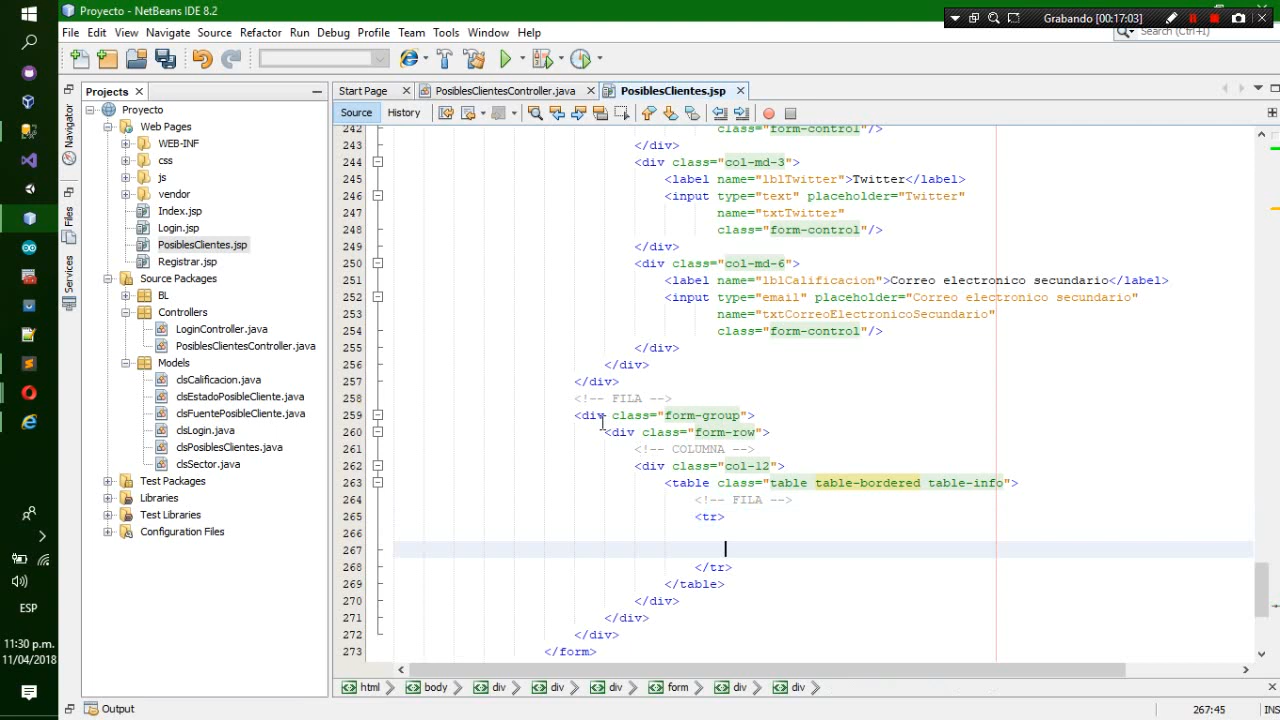 Proyecto - NetBeans IDE 8.2
Grabando [00:17:03]
File Edit View Navigate Source Refactor Run Debug Profile Team Tools Window Help
Search (Ctrl+I)
Projects
Start Page PosiblesClientesController.java PosiblesClientes.jsp
Source History
Navigator
Files
Services
Proyecto
Web Pages
WEB-INF
css
js
vendor
Index.jsp
Login.jsp
PosiblesClientes.jsp
Registrar.jsp
Source Packages
BL
Controllers
LoginController.java
PosiblesClientesController.java
Models
clsCalificacion.java
clsEstadoPosibleCliente.java
clsFuentePosibleCliente.java
clsLogin.java
clsPosiblesClientes.java
clsSector.java
Test Packages
Libraries
Test Libraries
Configuration Files
242 class="form-control"/>
243 </div>
244 <div class="col-md-3">
245 <label name="lblTwitter">Twitter</label>
246 <input type="text" placeholder="Twitter"
247 name="txtTwitter"
248 class="form-control"/>
249 </div>
250 <div class="col-md-6">
251 <label name="lblCalificacion">Correo electronico secundario</label>
252 <input type="email" placeholder="Correo electronico secundario"
253 name="txtCorreoElectronicoSecundario"
254 class="form-control"/>
255 </div>
256 </div>
257 </div>
258 <!-- FILA -->
259 <div class="form-group">
260 <div class="form-row">
261 <!-- COLUMNA -->
262 <div class="col-12">
263 <table class="table table-bordered table-info">
264 <!-- FILA -->
265 <tr>
266
267
268 </tr>
269 </table>
270 </div>
271 </div>
272 </div>
273 </form>
html body div div div form div div
Output
267:45 INS
ESP
11:30 p.m.
11/04/2018